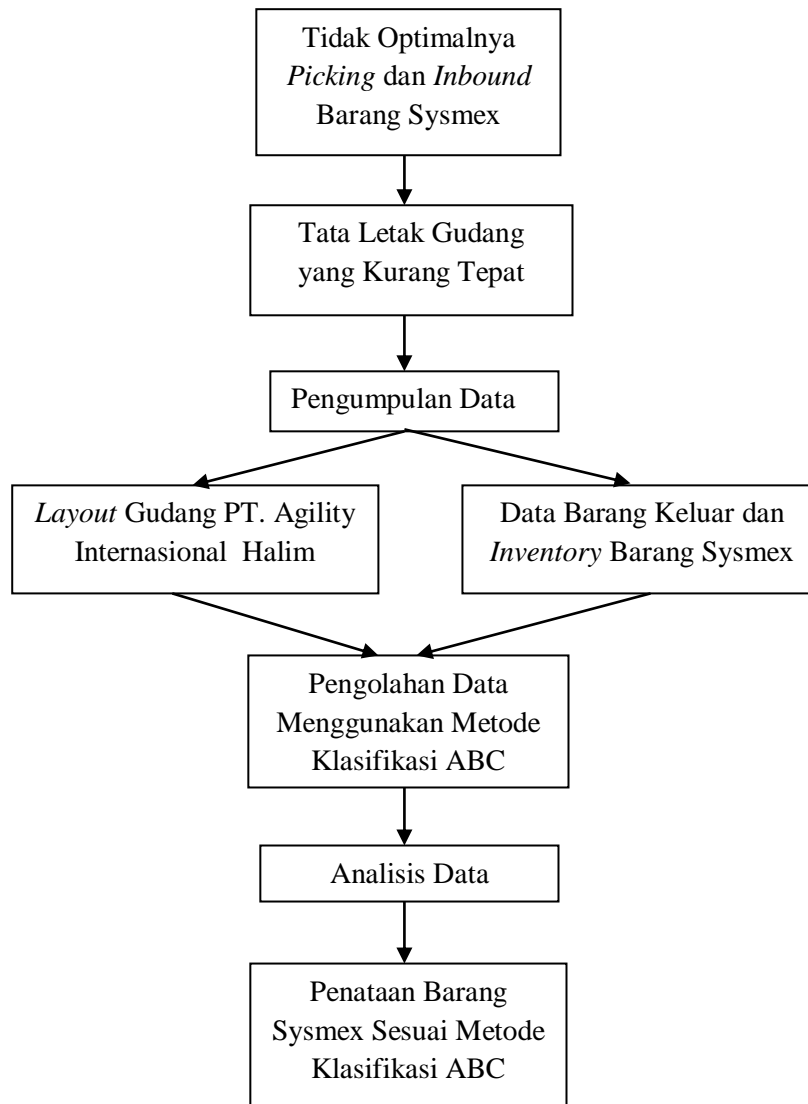 Tidak Optimalnya
Picking dan Inbound
Barang Sysmex
Tata Letak Gudang
yang Kurang Tepat
Pengumpulan Data
Layout Gudang PT. Agility
Internasional Halim
Data Barang Keluar dan
Inventory Barang Sysmex
Pengolahan Data
Menggunakan Metode
Klasifikasi ABC
Analisis Data
Penataan Barang
Sysmex Sesuai Metode
Klasifikasi ABC